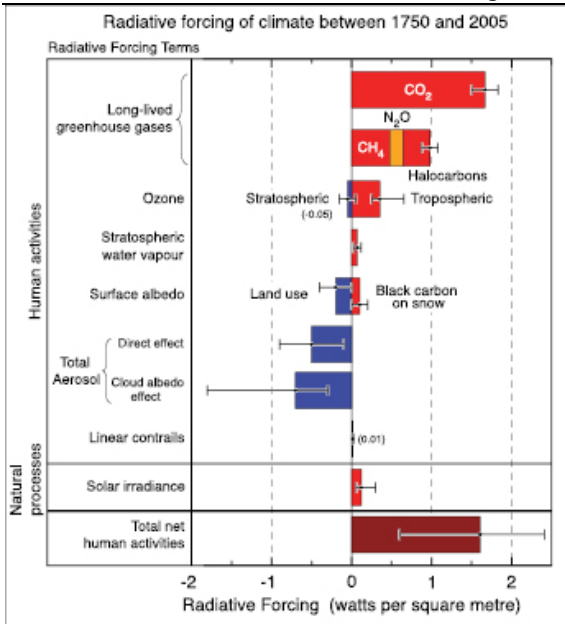 Radiative forcing of climate between 1750 and 2005
Radiative Forcing Terms
Human activities
Long-lived
greenhouse gases
CO₂
N₂O
CH₄
Halocarbons
Ozone
Stratospheric
(-0.05)
Tropospheric
Stratospheric
water vapour
Surface albedo
Land use
Black carbon
on snow
Total
Aerosol
Direct effect
Cloud albedo
effect
Linear contrails
(0.01)
Natural
processes
Solar irradiance
Total net
human activities
-2 -1 0 1 2
Radiative Forcing (watts per square metre)